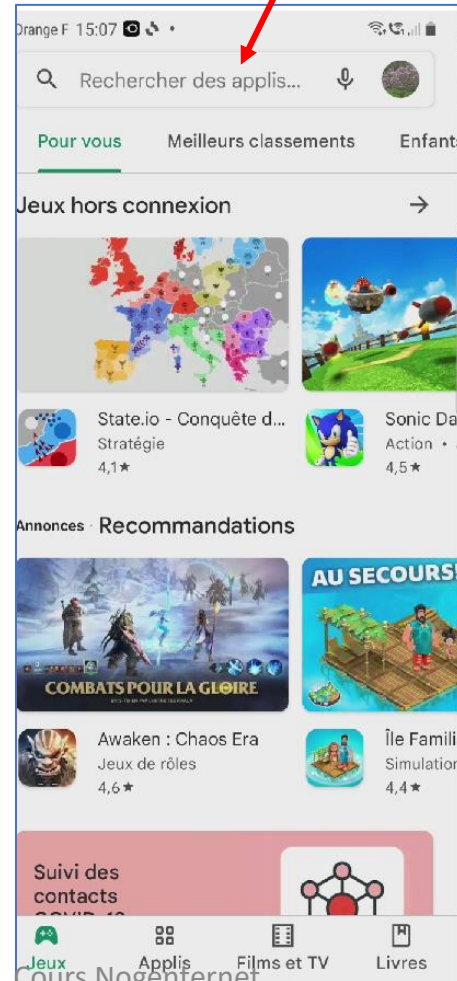 Orange F 15:07
Rechercher des applis...
Pour vous Meilleurs classements Enfants
Jeux hors connexion
State.io - Conquête d... Sonic Da
Stratégie Action •
4,1★ 4,5★
Annonces · Recommandations
COMBATS POUR LA GLOIRE AU SECOURS!
Awaken : Chaos Era Île Famili
Jeux de rôles Simulation
4,6★ 4,4★
Suivi des
contacts
COVID-19
Jeux Applis Films et TV Livres
Cours Nogenternet